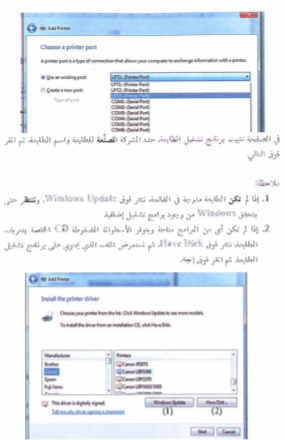 Add Printer
Choose a printer port
A printer port is a type of connection that allows your computer to exchange information with a printer.
Use an existing port:
LPT1: (Printer Port)
LPT1: (Printer Port)
LPT2: (Printer Port)
LPT3: (Printer Port)
COM1: (Serial Port)
COM2: (Serial Port)
COM3: (Serial Port)
COM4: (Serial Port)
Create a new port:
Type of port:
في الصفحة تثبيت برنامج تشغيل الطابعة، حدد الشركة المصنّعة للطابعة واسم الطابعة، ثم انقر
فوق التالي
ملاحظة:
1. إذا لم تكن الطابعة مدرجة في القائمة، تنقر فوق Windows Update، وتنتظر حتى
يتحقق Windows من وجود برامج تشغيل إضافية.
2. إذا لم تكن أي من البرامج متاحة ويتوفر الأسطوانة المضغوطة CD الخاصة بتعريف
الطابعة، تنقر فوق Have Disk، ثم تستعرض الملف الذي يحتوي على برنامج تشغيل
الطابعة، ثم انقر فوق
Add Printer
Install the printer driver
Choose your printer from the list. Click Windows Update to see more models.
To install the driver from an installation CD, click Have Disk.
Manufacturer
Printers
Brother
Canon
Epson
Fuji Xerox
This driver is digitally signed.
Tell me why driver signing is important
Windows Update
Have Disk...
(1)
(2)
Next
Cancel